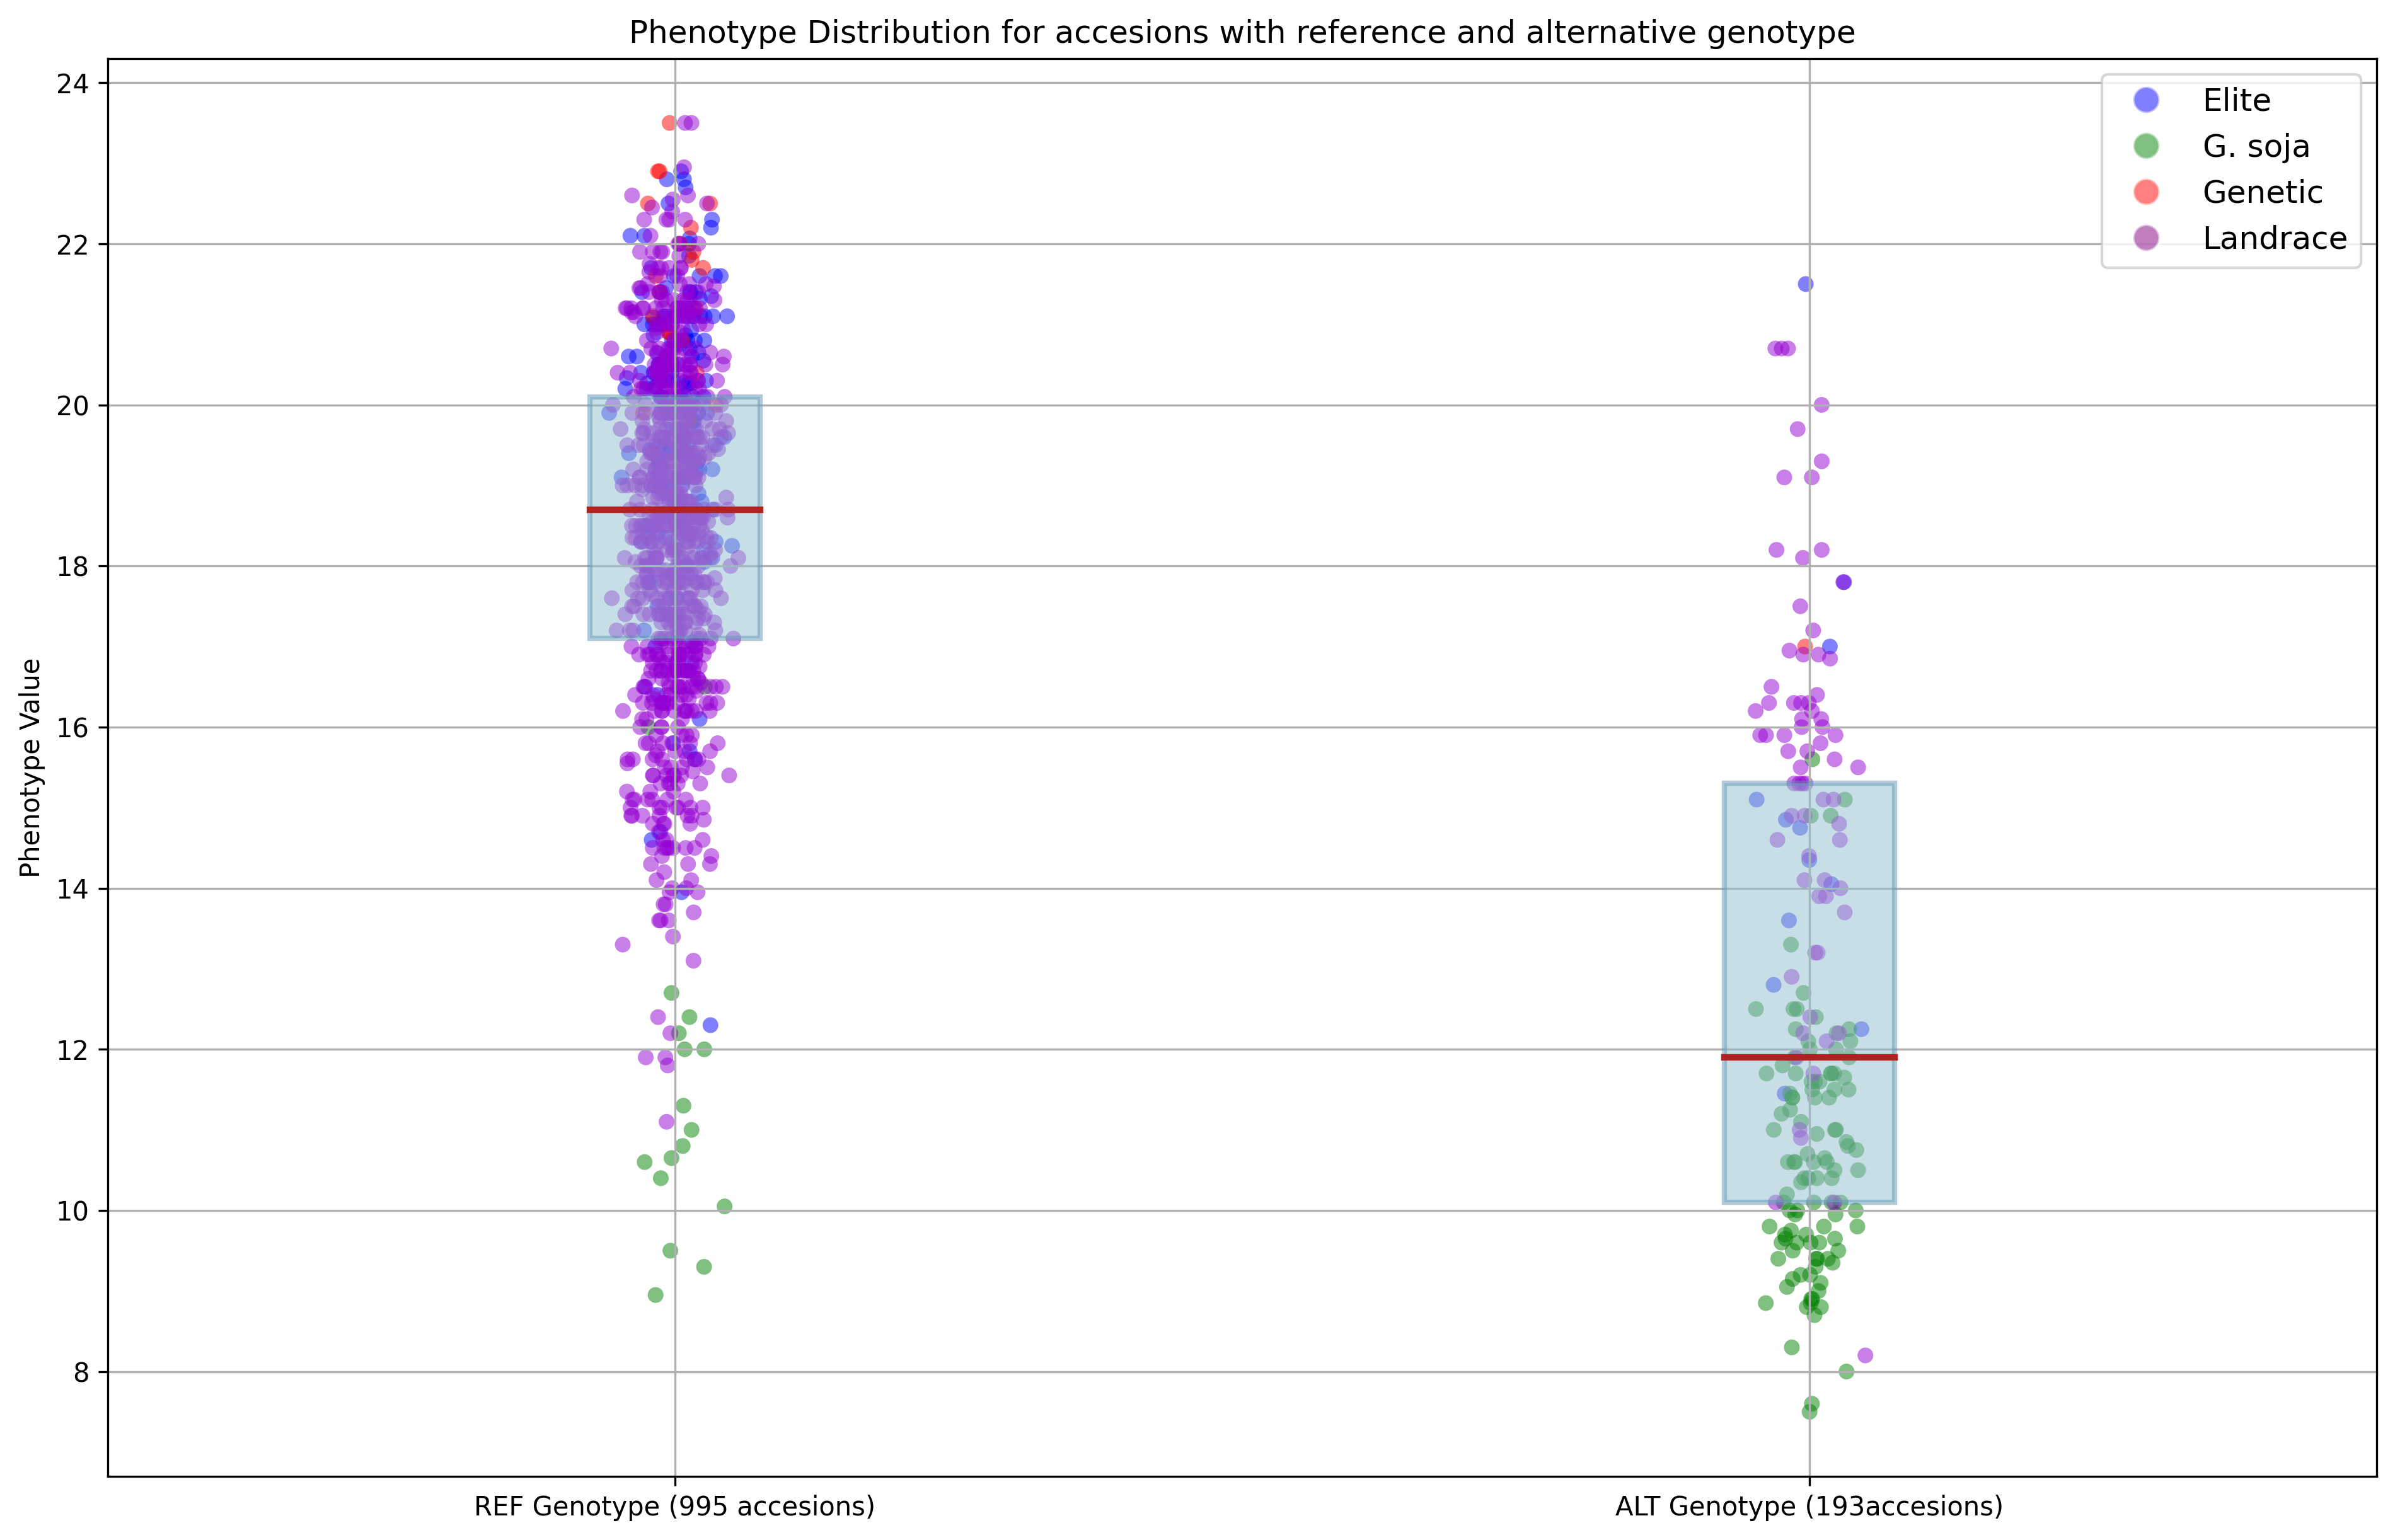 Phenotype Distribution for accesions with reference and alternative genotype
Elite
G. soja
Genetic
Landrace
Phenotype Value
24
22
20
18
16
14
12
10
8
REF Genotype (995 accesions)
ALT Genotype (193accesions)